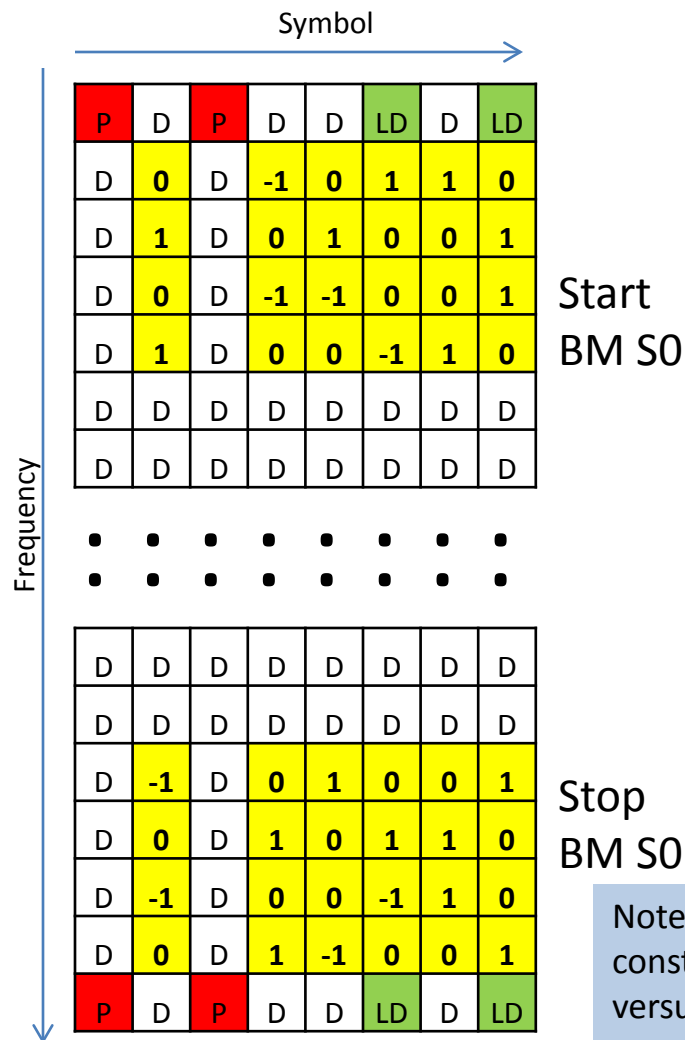 Symbol
Frequency
P D P D D LD D LD
D 0 D -1 0 1 1 0
D 1 D 0 1 0 0 1
D 0 D -1 -1 0 0 1
D 1 D 0 0 -1 1 0
D D D D D D D D
D D D D D D D D
Start
BM S0
D D D D D D D D
D D D D D D D D
D -1 D 0 1 0 0 1
D 0 D 1 0 1 1 0
D -1 D 0 0 -1 1 0
D 0 D 1 -1 0 0 1
P D P D D LD D LD
Stop
BM S0
Note
const
versu